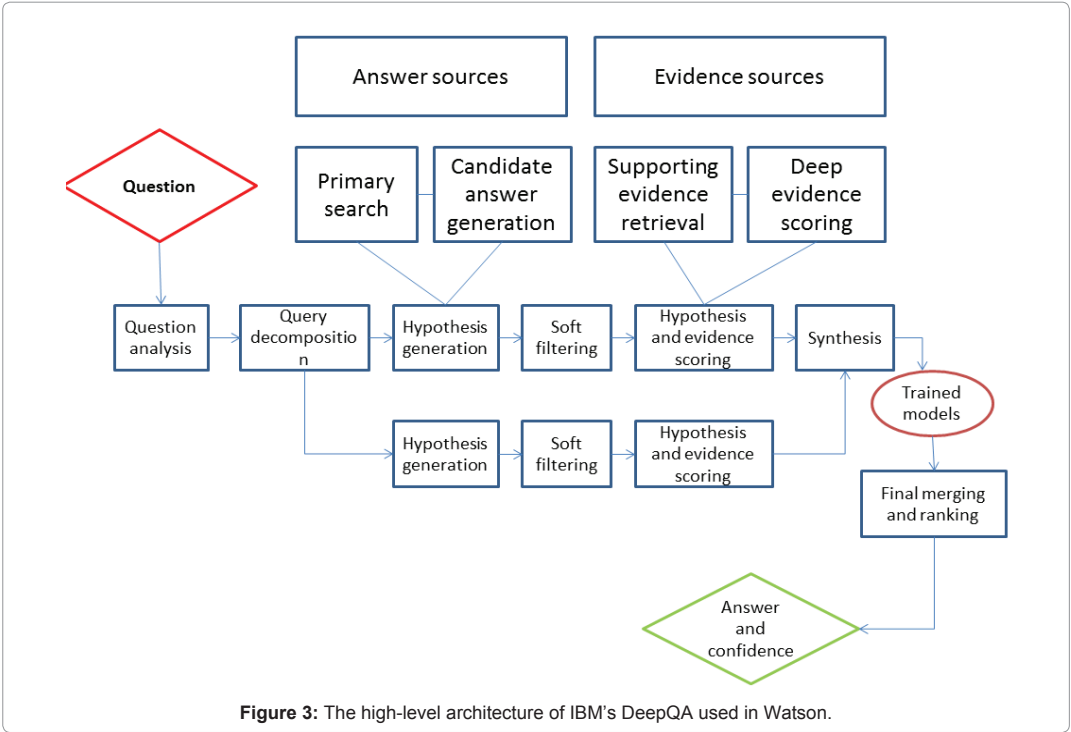 Answer sources
Evidence sources
Question
Primary
search
Candidate
answer
generation
Supporting
evidence
retrieval
Deep
evidence
scoring
Question
analysis
Query
decompositio
n
Hypothesis
generation
Soft
filtering
Hypothesis
and evidence
scoring
Synthesis
Trained
models
Hypothesis
generation
Soft
filtering
Hypothesis
and evidence
scoring
Final merging
and ranking
Answer
and
confidence
Figure 3: The high-level architecture of IBM's DeepQA used in Watson.